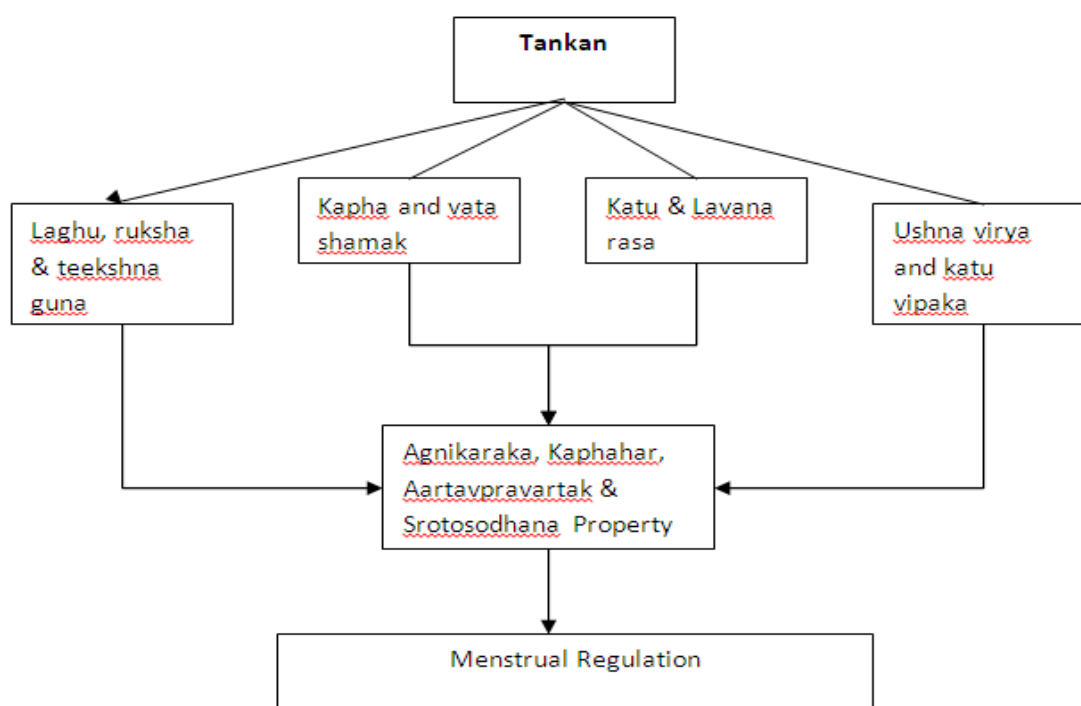 Tankan
Laghu, ruksha
& teekshna
guna
Kapha and vata
shamak
Katu & Lavana
rasa
Ushna virya
and katu
vipaka
Agnikaraka, Kaphahar,
Aartavpravartak &
Srotosodhana Property
Menstrual Regulation